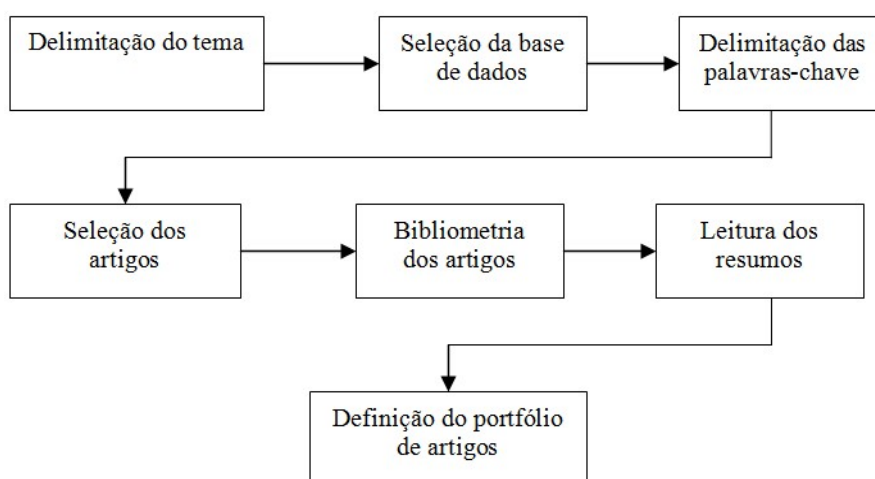 Delimitação do tema
Seleção da base
de dados
Delimitação das
palavras-chave
Seleção dos
artigos
Bibliometria
dos artigos
Leitura dos
resumos
Definição do portfólio
de artigos